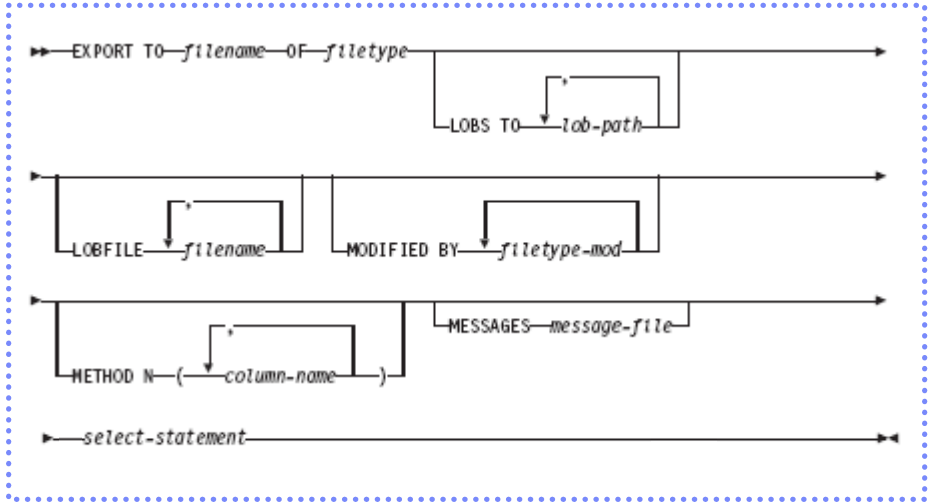 EXPORT TO filename OF filetype
,
LOBS TO lob-path
,
LOBFILE filename MODIFIED BY filetype-mod
MESSAGES message-file
,
METHOD N ( column-name )
select-statement